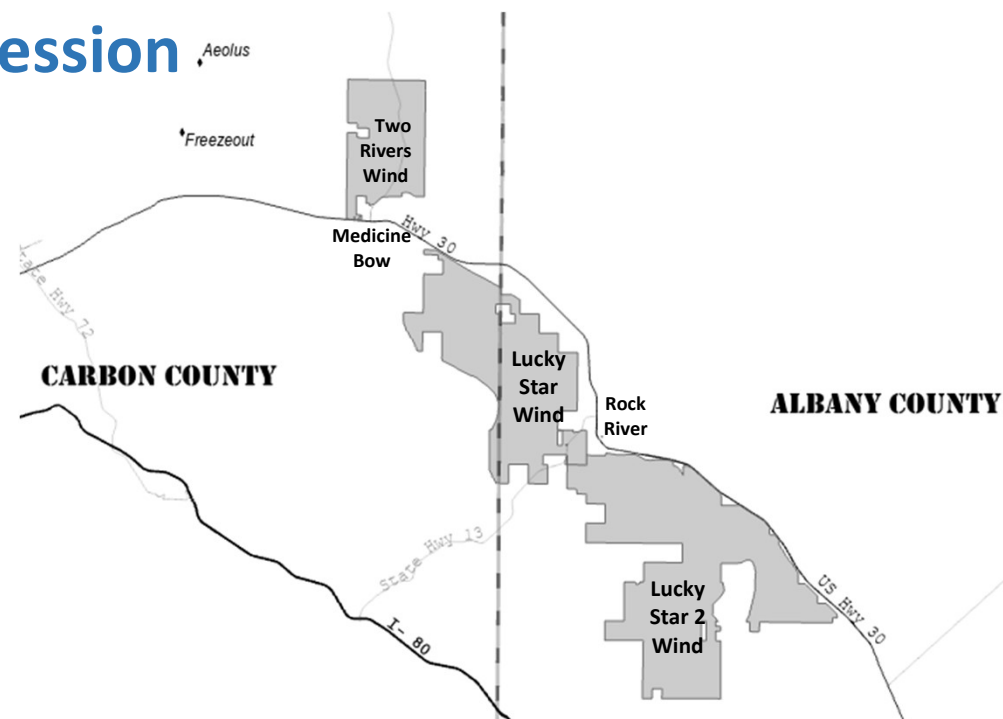 ession
Aeolus
Freezeout
Two
Rivers
Wind
Hwy 30
Medicine
Bow
State Hwy 72
CARBON COUNTY
Lucky
Star
Wind
Rock
River
ALBANY COUNTY
State Hwy 13
Lucky
Star 2
Wind
US Hwy 30
I- 80